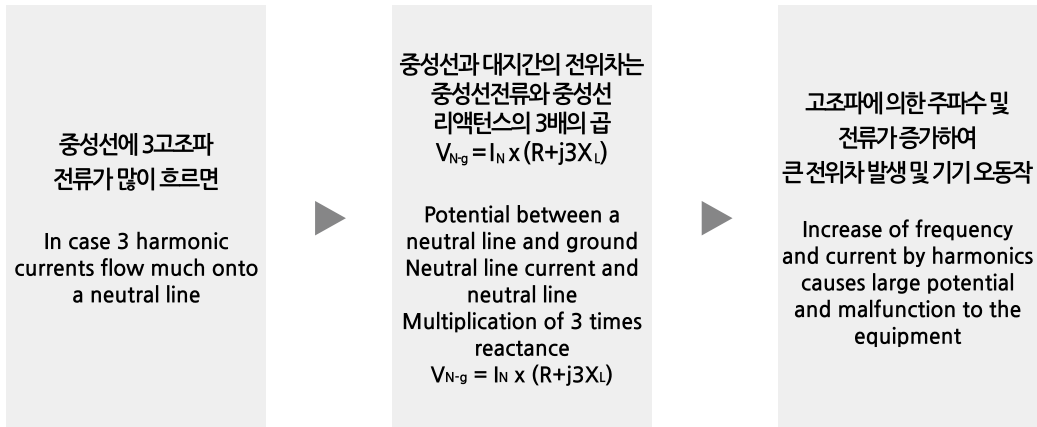 중성선에 3고조파
전류가 많이 흐르면
In case 3 harmonic
currents flow much onto
a neutral line
중성선과 대지간의 전위차는
중성선전류와 중성선
리액턴스의 3배의 곱
VN-g = IN x (R+j3XL)
Potential between a
neutral line and ground
Neutral line current and
neutral line
Multiplication of 3 times
reactance
VN-g = IN x (R+j3XL)
고조파에 의한 주파수 및
전류가 증가하여
큰 전위차 발생 및 기기 오동작
Increase of frequency
and current by harmonics
causes large potential
and malfunction to the
equipment